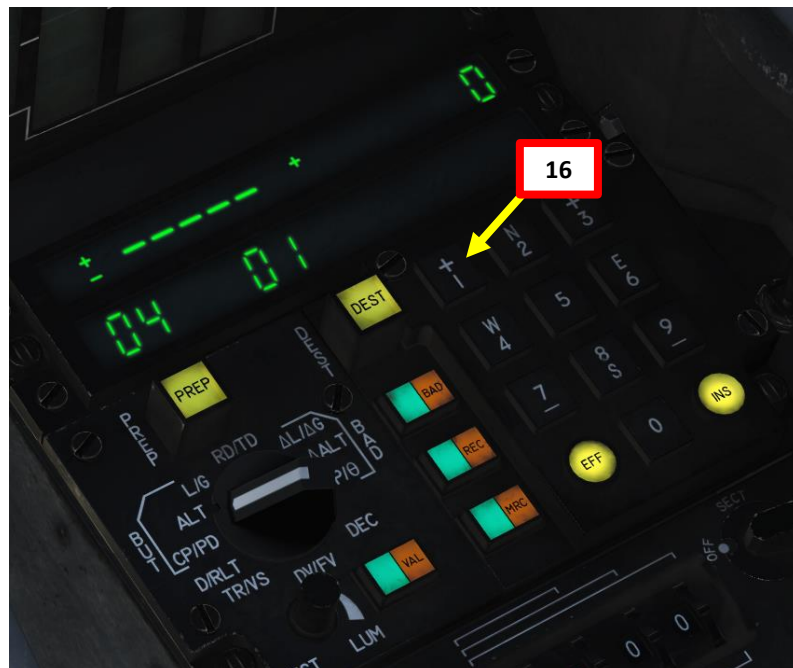 0
16
+
+
- -----
04 01
+
1
N
2
+
3
DEST
DEST
W
4
5
E
6
PREP
PREP
BAD
7
_
8
S
9
_
INS
RD/TD
ΔL/ΔG
ΔALT
P/θ
BAD
REC
EFF
0
L/G
ALT
CP/PD
BUT
D/RLT
TR/VS
DV/FV
DEC
MRC
VAL
SECT
OFF
LUM
0
0